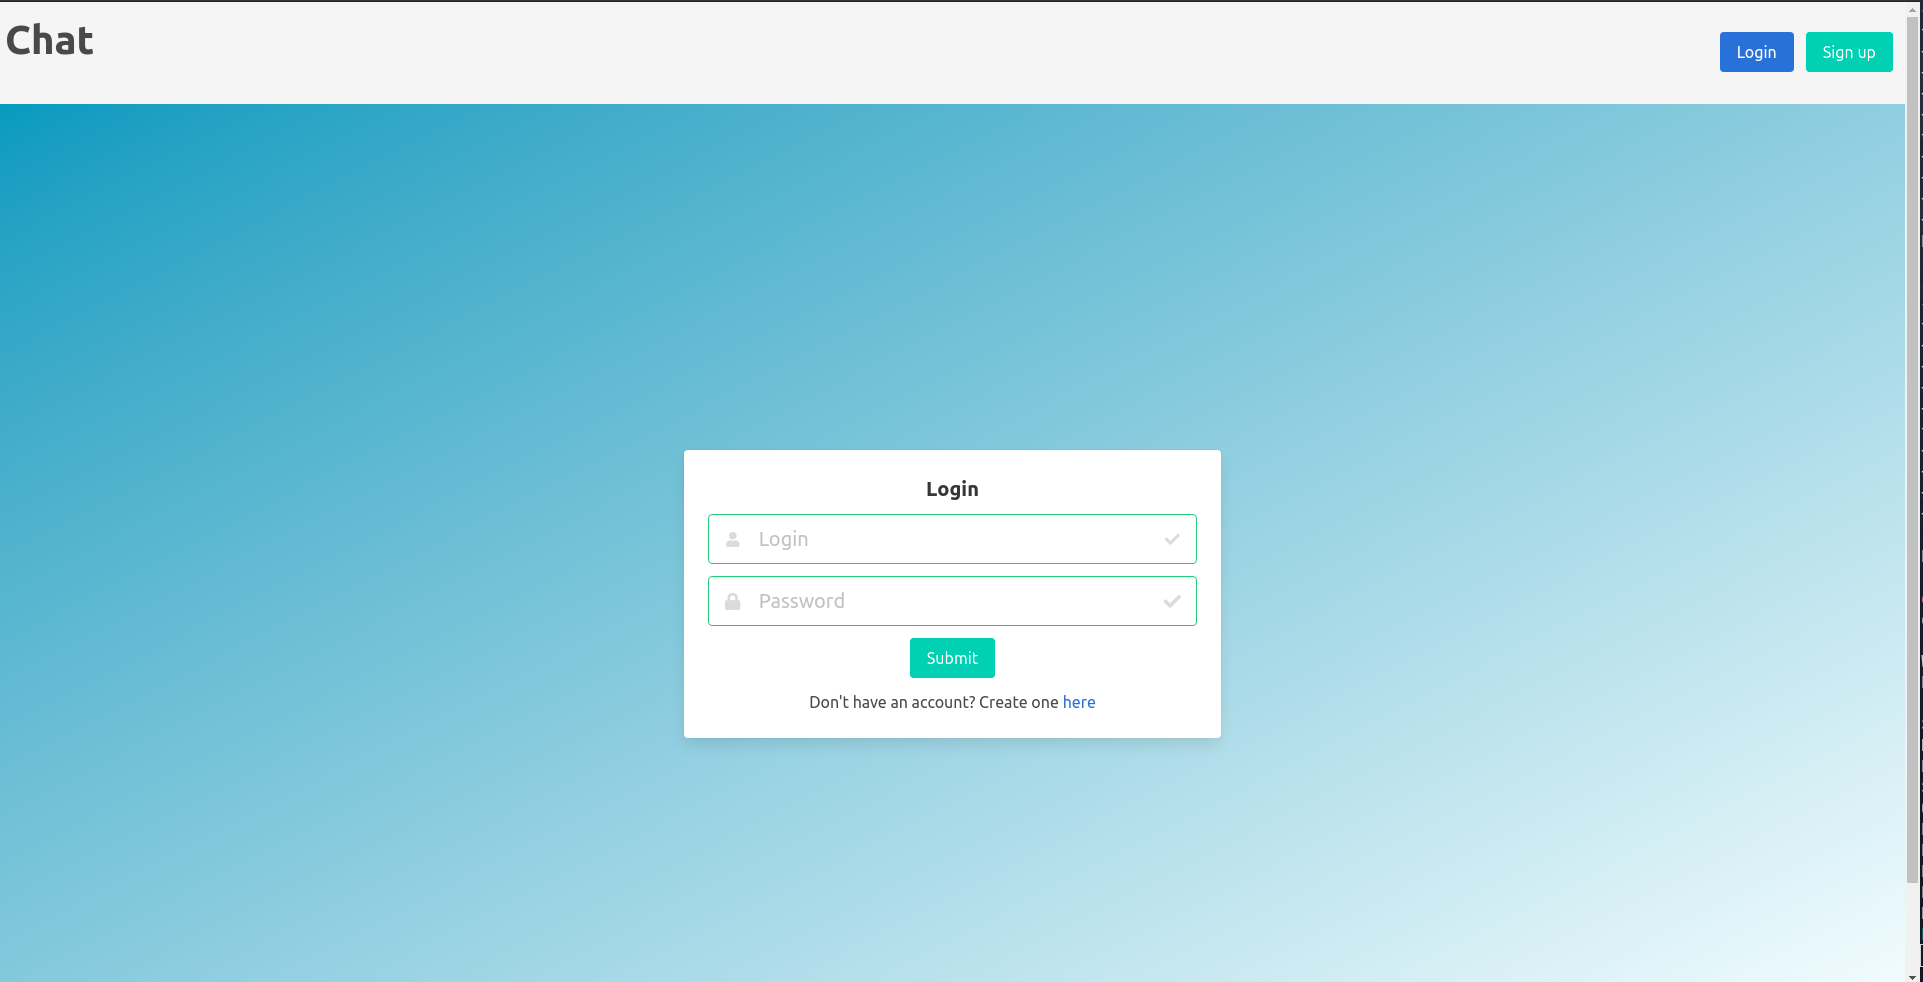 Chat
Login
Sign up
Login
Login
Password
Submit
Don't have an account? Create one here